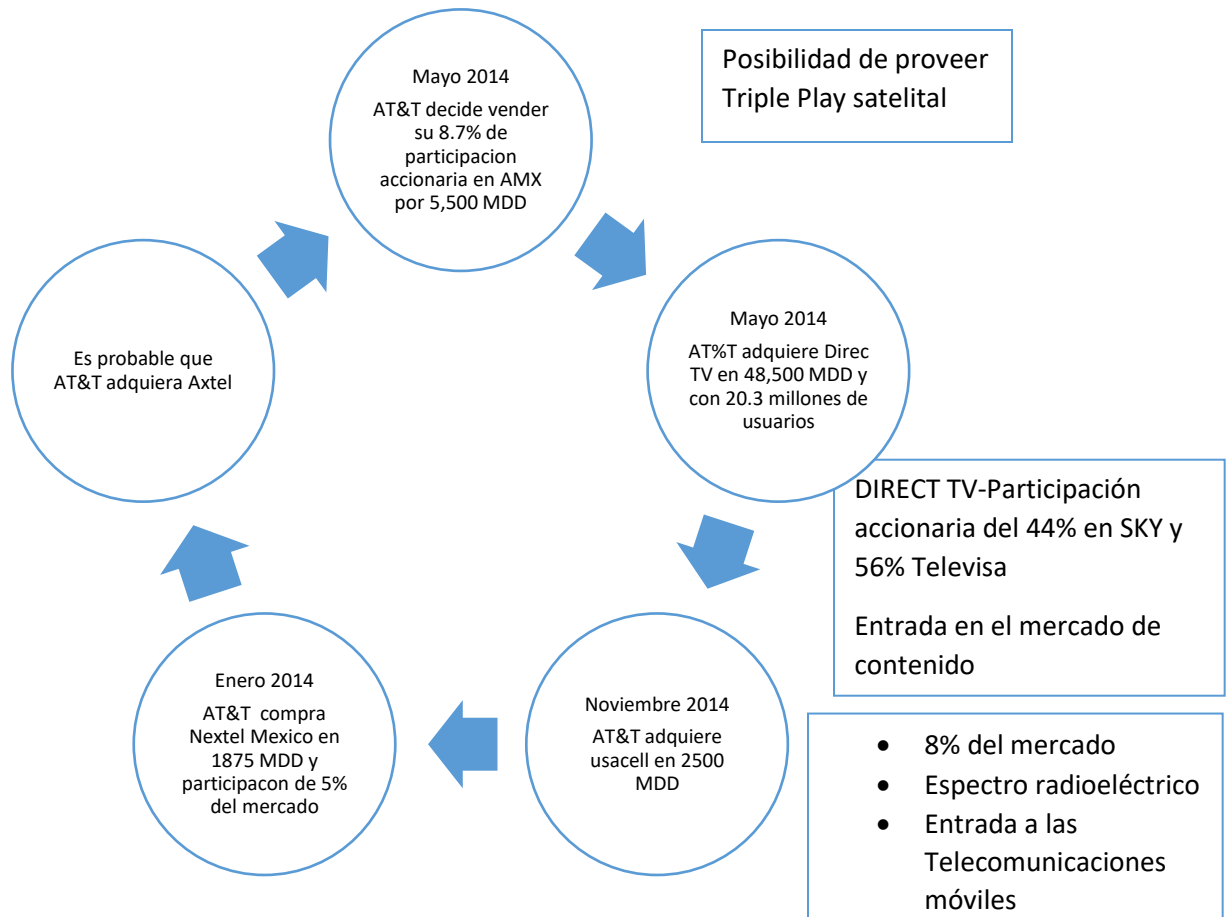 Mayo 2014
AT&T decide vender
su 8.7% de
participacion
accionaria en AMX
por 5,500 MDD
Posibilidad de proveer
Triple Play satelital
Mayo 2014
AT%T adquiere Direc
TV en 48,500 MDD y
con 20.3 millones de
usuarios
DIRECT TV-Participación
accionaria del 44% en SKY y
56% Televisa
Entrada en el mercado de
contenido
Noviembre 2014
AT&T adquiere
usacell en 2500
MDD
• 8% del mercado
• Espectro radioeléctrico
• Entrada a las
Telecomunicaciones
móviles
Enero 2014
AT&T compra
Nextel Mexico en
1875 MDD y
participacon de 5%
del mercado
Es probable que
AT&T adquiera Axtel